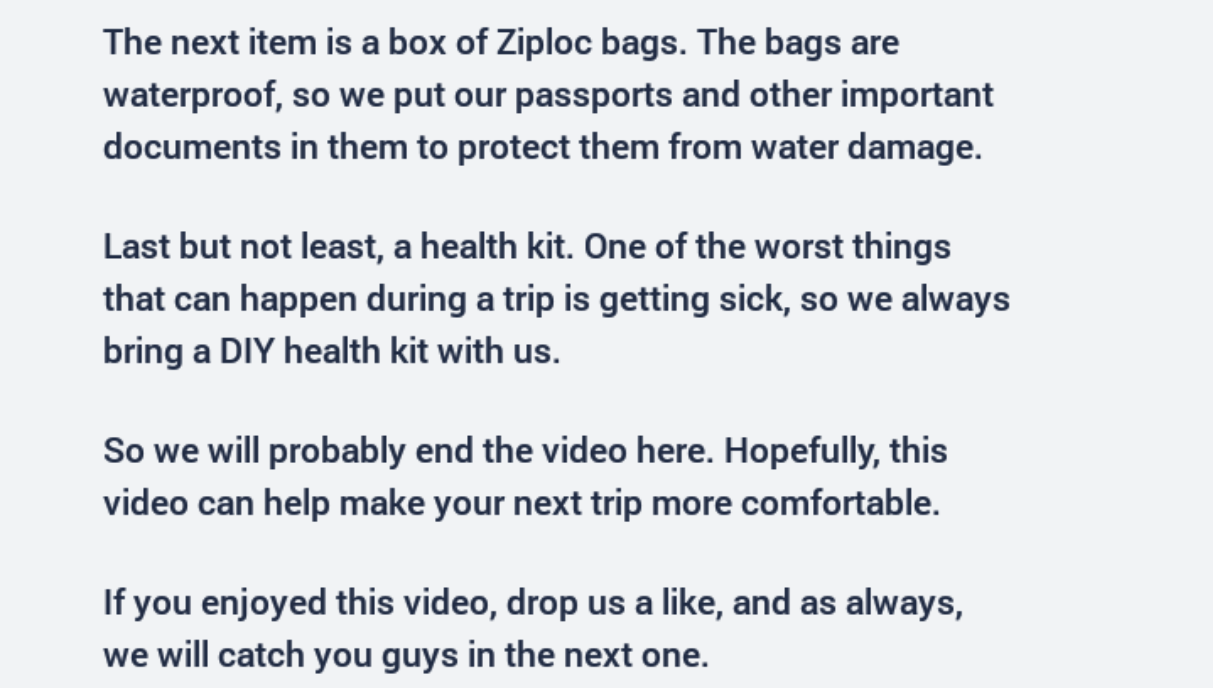 The next item is a box of Ziploc bags. The bags are
waterproof, so we put our passports and other important
documents in them to protect them from water damage.
Last but not least, a health kit. One of the worst things
that can happen during a trip is getting sick, so we always
bring a DIY health kit with us.
So we will probably end the video here. Hopefully, this
video can help make your next trip more comfortable.
If you enjoyed this video, drop us a like, and as always,
we will catch you guys in the next one.